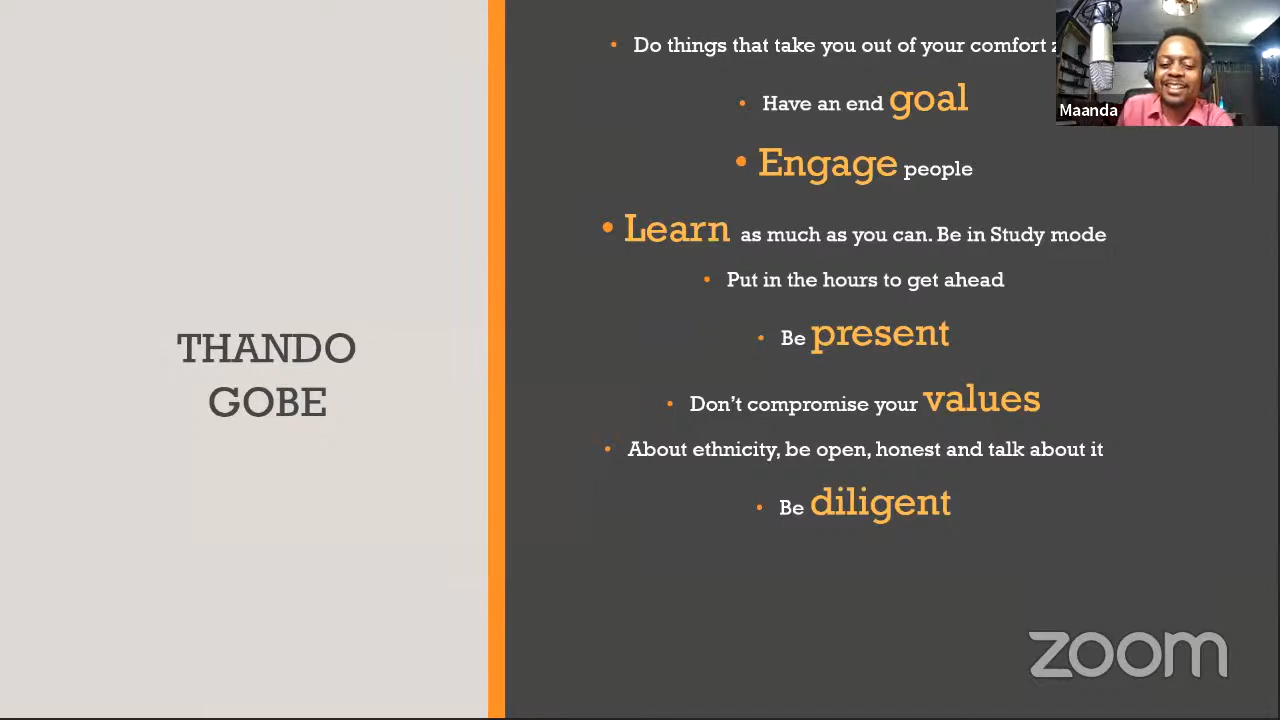 THANDO
GOBE
• Do things that take you out of your comfort
• Have an end goal
• Engage people
• Learn as much as you can. Be in Study mode
• Put in the hours to get ahead
• Be present
• Don't compromise your values
• About ethnicity, be open, honest and talk about it
• Be diligent
Maanda
zoom